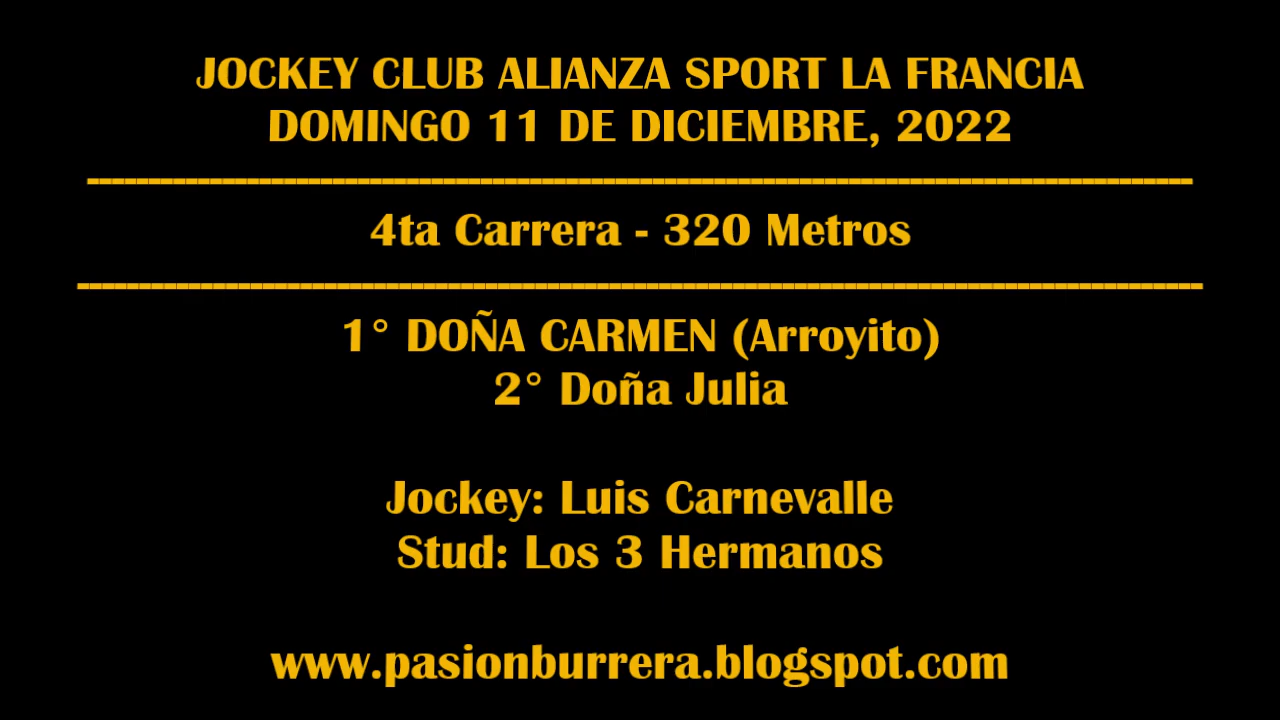 JOCKEY CLUB ALIANZA SPORT LA FRANCIA
DOMINGO 11 DE DICIEMBRE, 2022
4ta Carrera - 320 Metros
1° DOÑA CARMEN (Arroyito)
2° Doña Julia
Jockey: Luis Carnevalle
Stud: Los 3 Hermanos
www.pasionburrera.blogspot.com